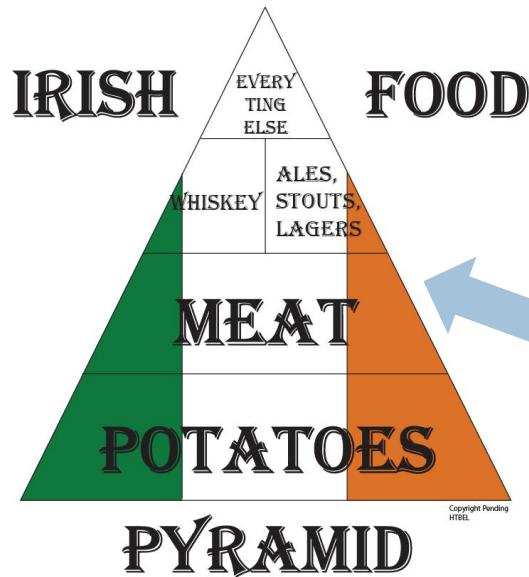 IRISH FOOD
EVERY
TING
ELSE
WHISKEY
ALES,
STOUTS,
LAGERS
MEAT
POTATOES
Copyright Pending
HTBEL
PYRAMID